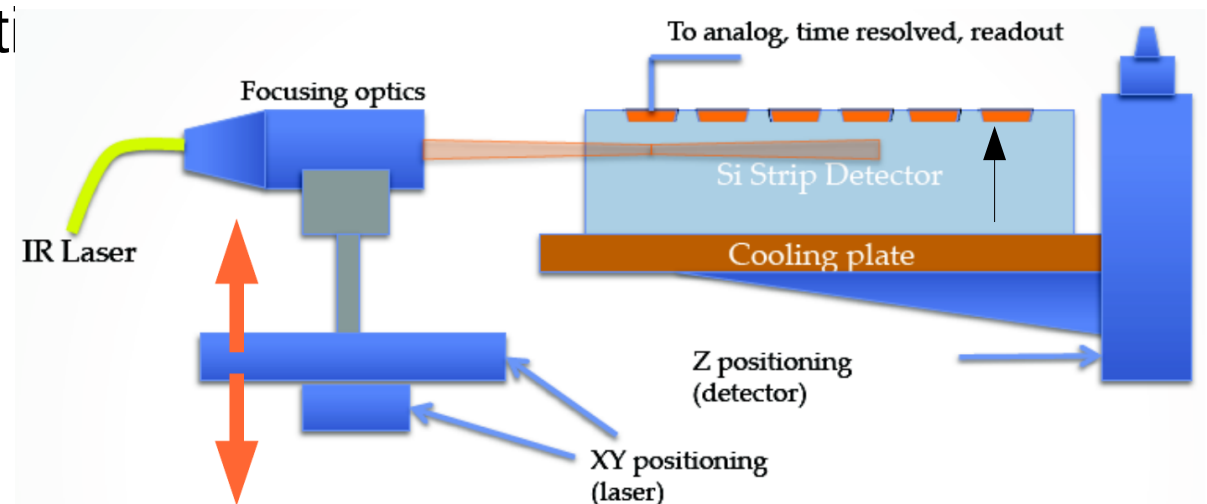 To analog, time resolved, readout
Focusing optics
Si Strip Detector
IR Laser
Cooling plate
Z positioning
(detector)
XY positioning
(laser)